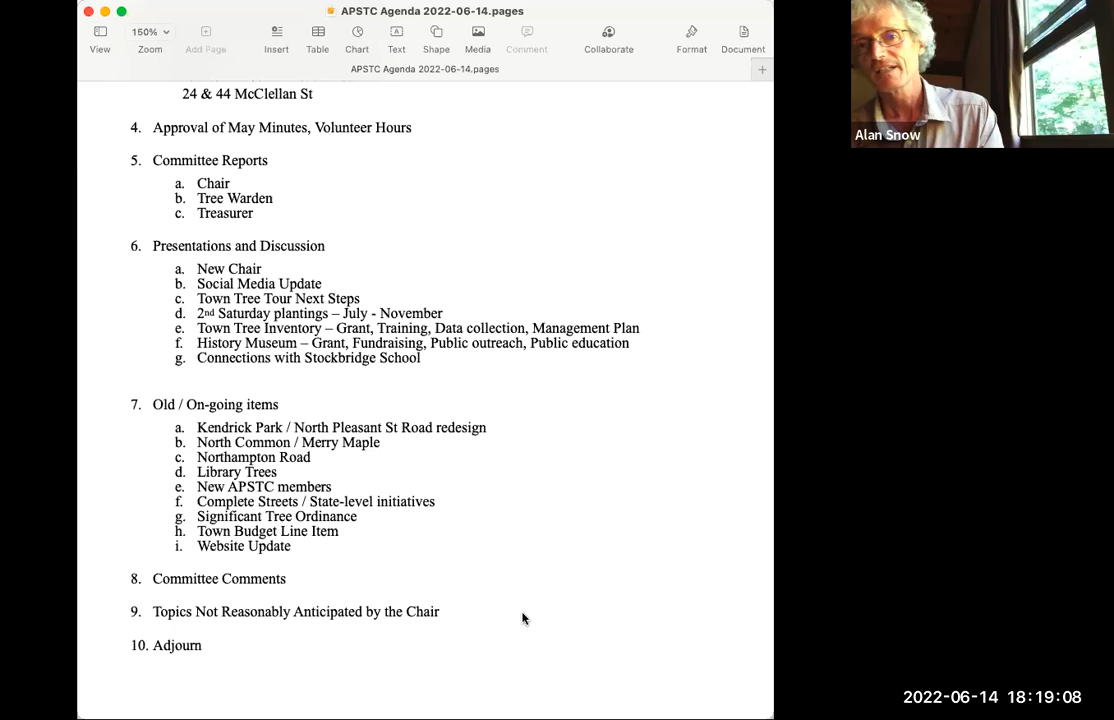 APSTC Agenda 2022-06-14.pages
150%
View
Zoom
Add Page
Insert
Table
Chart
Text
Shape
Media
Comment
Collaborate
Format
Document
APSTC Agenda 2022-06-14.pages
24 & 44 McClellan St
4. Approval of May Minutes, Volunteer Hours
5. Committee Reports
a. Chair
b. Tree Warden
c. Treasurer
6. Presentations and Discussion
a. New Chair
b. Social Media Update
c. Town Tree Tour Next Steps
d. 2nd Saturday plantings – July - November
e. Town Tree Inventory – Grant, Training, Data collection, Management Plan
f. History Museum – Grant, Fundraising, Public outreach, Public education
g. Connections with Stockbridge School
7. Old / On-going items
a. Kendrick Park / North Pleasant St Road redesign
b. North Common / Merry Maple
c. Northampton Road
d. Library Trees
e. New APSTC members
f. Complete Streets / State-level initiatives
g. Significant Tree Ordinance
h. Town Budget Line Item
i. Website Update
8. Committee Comments
9. Topics Not Reasonably Anticipated by the Chair
10. Adjourn
Alan Snow
2022-06-14 18:19:08